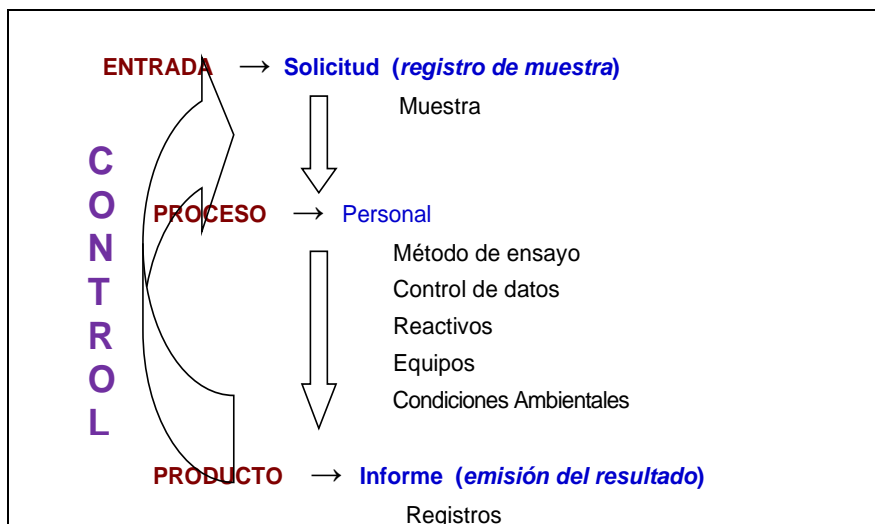 ENTRADA → Solicitud (registro de muestra)
Muestra
CONTROL
PROCESO → Personal
Método de ensayo
Control de datos
Reactivos
Equipos
Condiciones Ambientales
PRODUCTO → Informe (emisión del resultado)
Registros